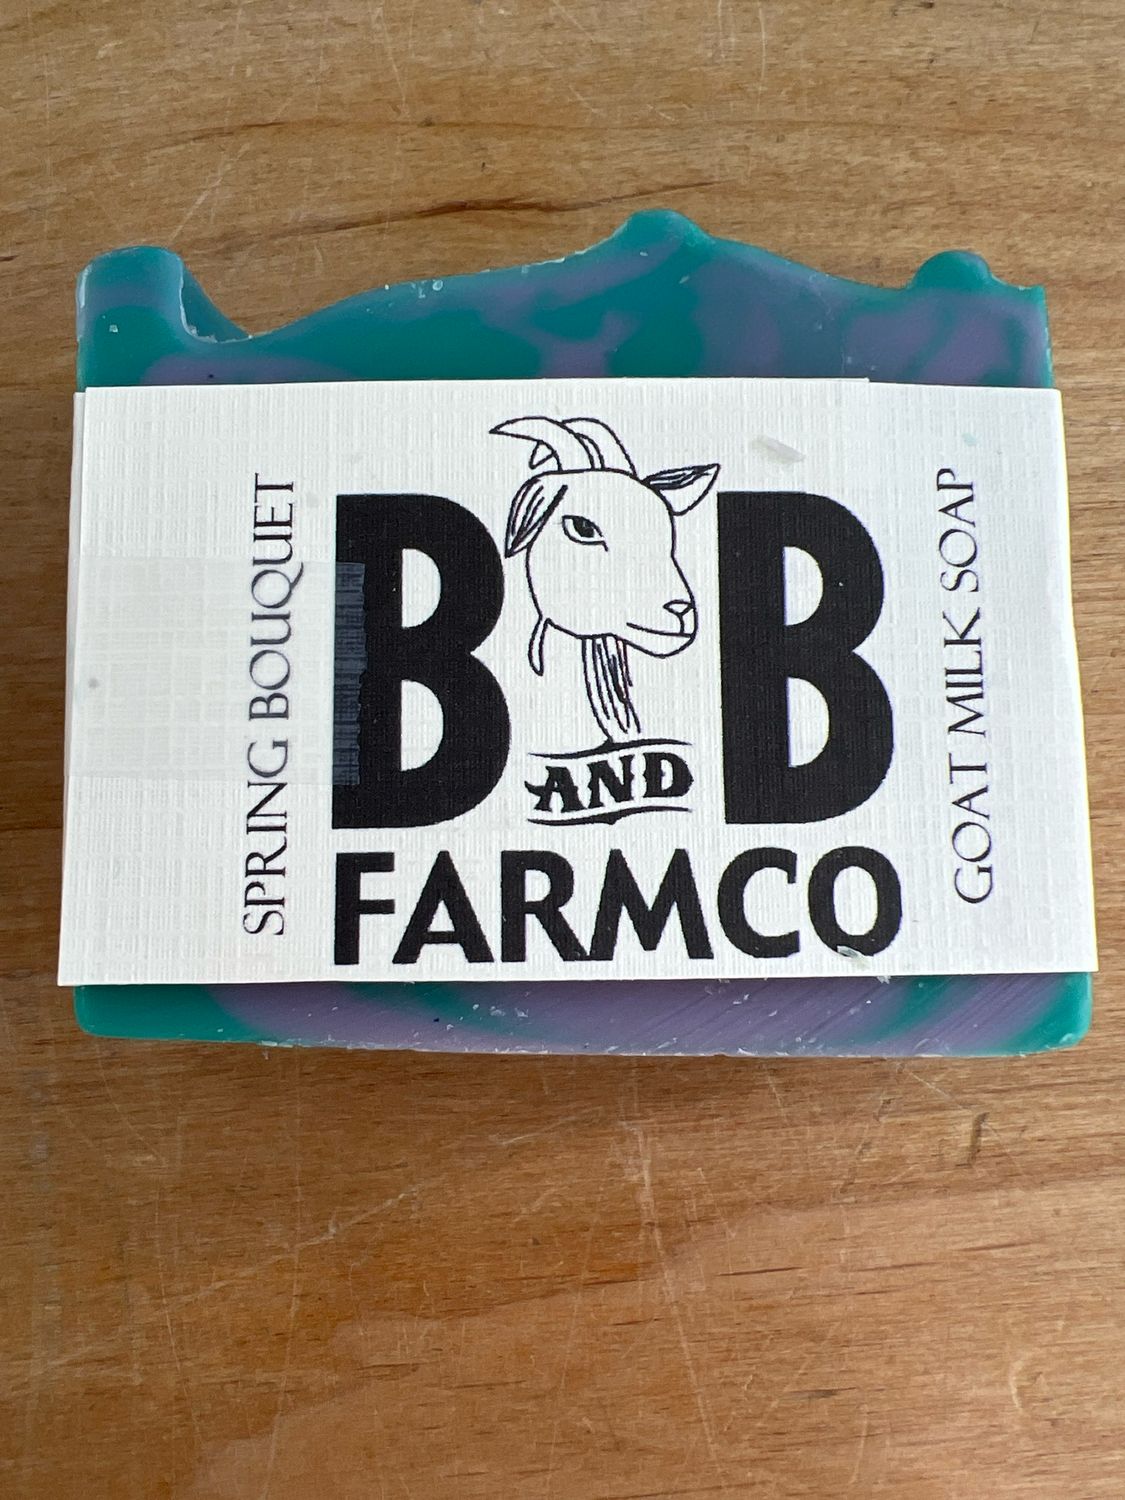 SPRING BOUQUET
B AND B
FARMCO
GOAT MILK SOAP